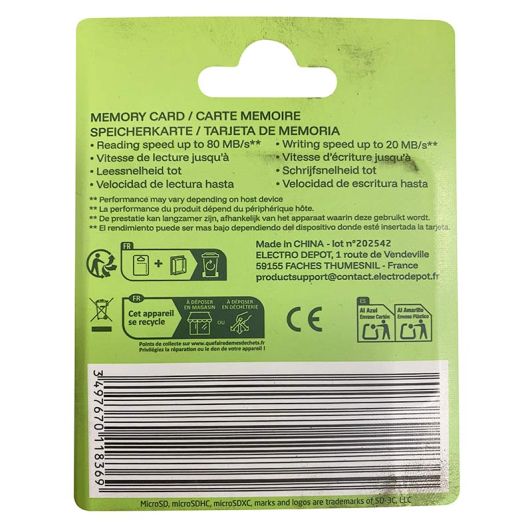 MEMORY CARD / CARTE MEMOIRE
SPEICHERKARTE / TARJETA DE MEMORIA
• Reading speed up to 80 MB/s** • Writing speed up to 20 MB/s**
• Vitesse de lecture jusqu'à • Vitesse d'écriture jusqu'à
• Leessnelheid tot • Schrijfsnelheid tot
• Velocidad de lectura hasta • Velocidad de escritura hasta
** Performance may vary depending on host device
** La performance du produit dépend du périphérique hôte.
** De prestatie kan langzamer zijn, afhankelijk van het apparaat waarin deze gebruikt wordt.
** El rendimiento puede ser mas bajo dependiendo del dispositivo donde esté insertada la tarjeta.
FR
Made in CHINA - lot n°202542
ELECTRO DEPOT, 1 route de Vendeville
59155 FACHES THUMESNIL - France
productsupport@contact.electrodepot.fr
FR
Cet appareil
se recycle
À DÉPOSER
EN MAGASIN
À DÉPOSER
EN DÉCHÈTERIE
Points de collecte sur www.quefairedemesdechets.fr
Privilégiez la réparation ou le don de votre appareil !
CE
ES
Al Azul
Envase Cartón
Al Amarillo
Envase Plástico
3497670118369
MicroSD, microSDHC, microSDXC, marks and logos are trademarks of SD-3C, LLC